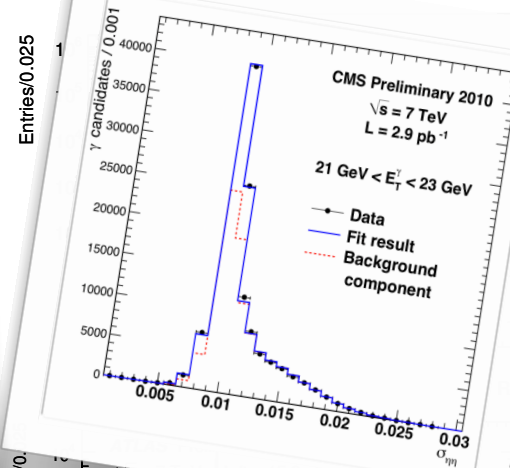 Entries/0.025
1
γ candidates / 0.001
40000
35000
30000
25000
20000
15000
10000
5000
0
CMS Preliminary 2010
√s = 7 TeV
L = 2.9 pb⁻¹
21 GeV < E_T^γ < 23 GeV
Data
Fit result
Background
component
0.005
0.01
0.015
0.02
0.025
0.03
σ_ηη